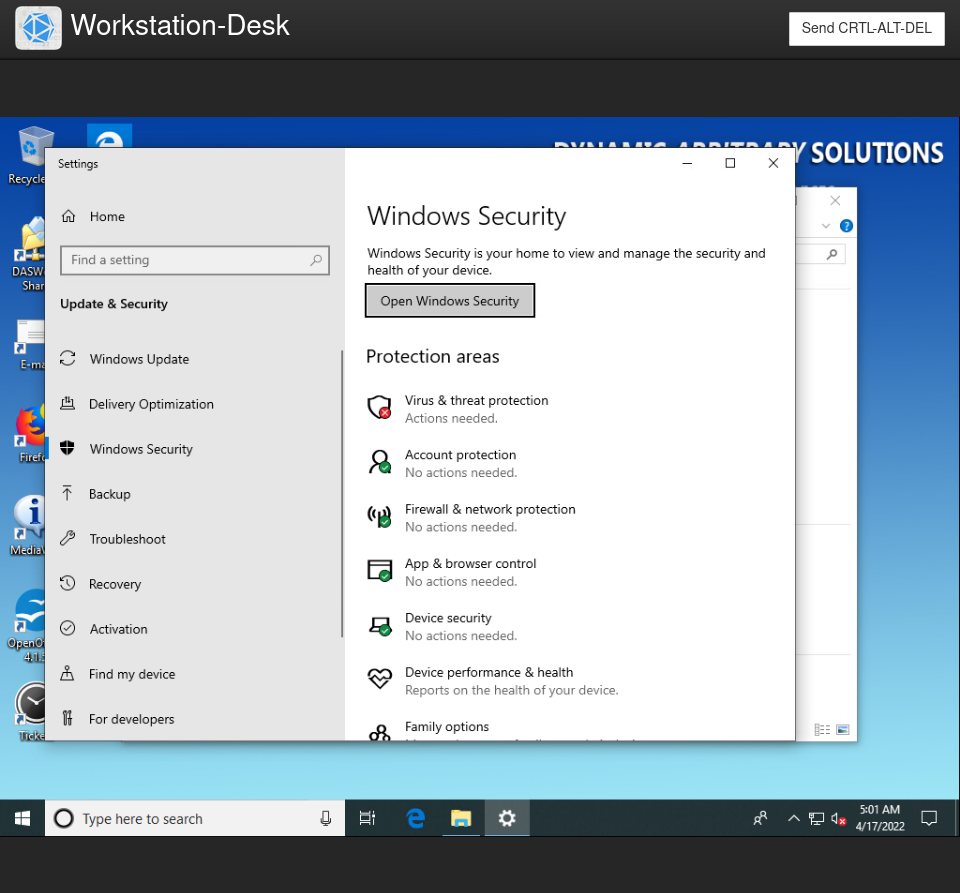 Workstation-Desk
Send CRTL-ALT-DEL
DYNAMIC ARBITRARY SOLUTIONS
Recycle
DASW
Shar
E-ma
Firefo
MediaW
OpenO
4.1.
Ticke
Settings
Home
Find a setting
Update & Security
Windows Update
Delivery Optimization
Windows Security
Backup
Troubleshoot
Recovery
Activation
Find my device
For developers
Windows Security
Windows Security is your home to view and manage the security and
health of your device.
Open Windows Security
Protection areas
Virus & threat protection
Actions needed.
Account protection
No actions needed.
Firewall & network protection
No actions needed.
App & browser control
No actions needed.
Device security
No actions needed.
Device performance & health
Reports on the health of your device.
Family options
Type here to search
5:01 AM
4/17/2022